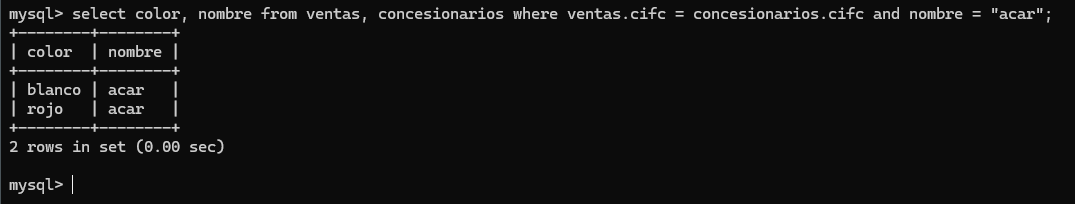 mysql> select color, nombre from ventas, concesionarios where ventas.cifc = concesionarios.cifc and nombre = "acar";
+--------+--------+
| color  | nombre |
+--------+--------+
| blanco | acar   |
| rojo   | acar   |
+--------+--------+
2 rows in set (0.00 sec)

mysql>